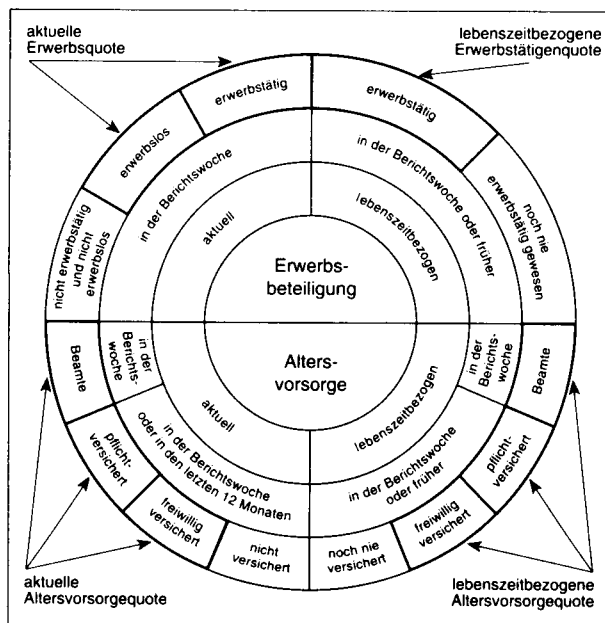 aktuelle
Erwerbsquote
lebenszeitbezogene
Erwerbstätigenquote
erwerbstätig
erwerbstätig
erwerbslos
nicht erwerbstätig
und nicht
erwerbslos
noch nie
erwerbstätig gewesen
in der Berichtswoche
in der Berichtswoche oder früher
aktuell
lebenszeitbezogen
Erwerbs-
beteiligung
Alters-
vorsorge
aktuell
lebenszeitbezogen
in der
Berichts-
woche
in der
Berichts-
woche
in der Berichtswoche
oder in den letzten 12 Monaten
in der Berichtswoche
oder früher
Beamte
pflicht-
versichert
freiwillig
versichert
nicht
versichert
noch nie
versichert
freiwillig
versichert
pflicht-
versichert
Beamte
aktuelle
Altersvorsorgequote
lebenszeitbezogene
Altersvorsorgequote